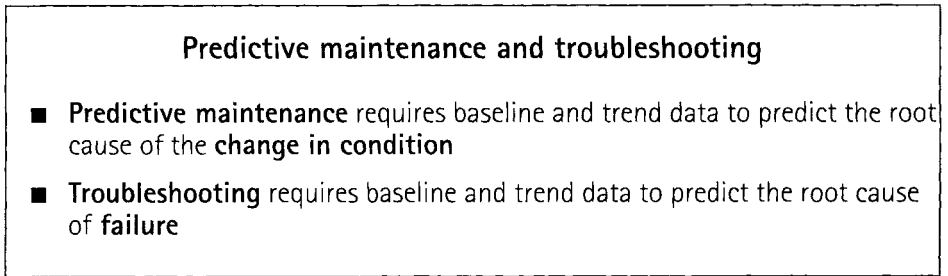 Predictive maintenance and troubleshooting
■ Predictive maintenance requires baseline and trend data to predict the root
cause of the change in condition
■ Troubleshooting requires baseline and trend data to predict the root cause
of failure